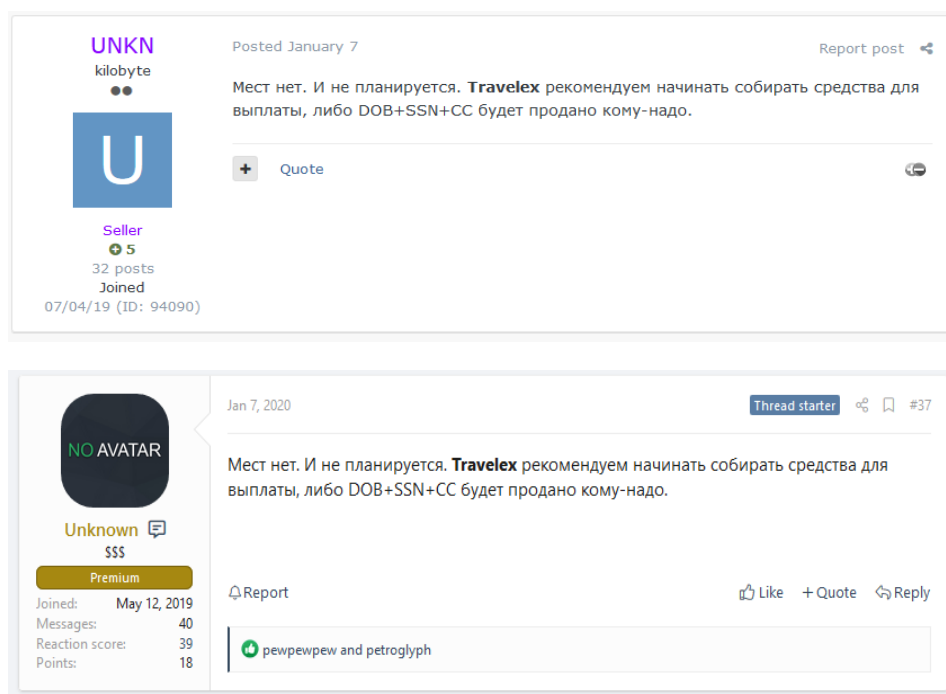 UNKN
kilobyte
U
Seller
5
32 posts
Joined
07/04/19 (ID: 94090)
Posted January 7
Report post
Мест нет. И не планируется. Travelex рекомендуем начинать собирать средства для
выплаты, либо DOB+SSN+CC будет продано кому-надо.
+ Quote
NO AVATAR
Unknown
$$$
Premium
Joined: May 12, 2019
Messages: 40
Reaction score: 39
Points: 18
Jan 7, 2020
Thread starter
#37
Мест нет. И не планируется. Travelex рекомендуем начинать собирать средства для
выплаты, либо DOB+SSN+CC будет продано кому-надо.
Report
Like + Quote Reply
pewpewpew and petroglyph